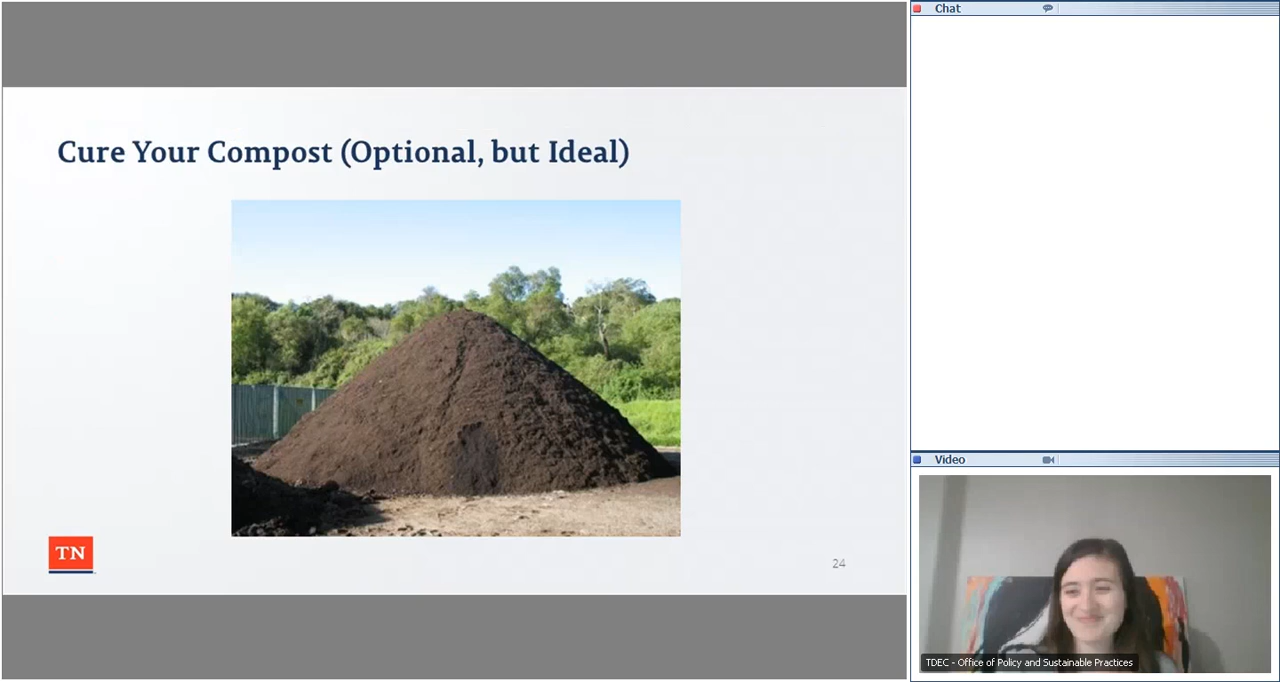 Chat
Cure Your Compost (Optional, but Ideal)
TN
24
Video
TDEC - Office of Policy and Sustainable Practices